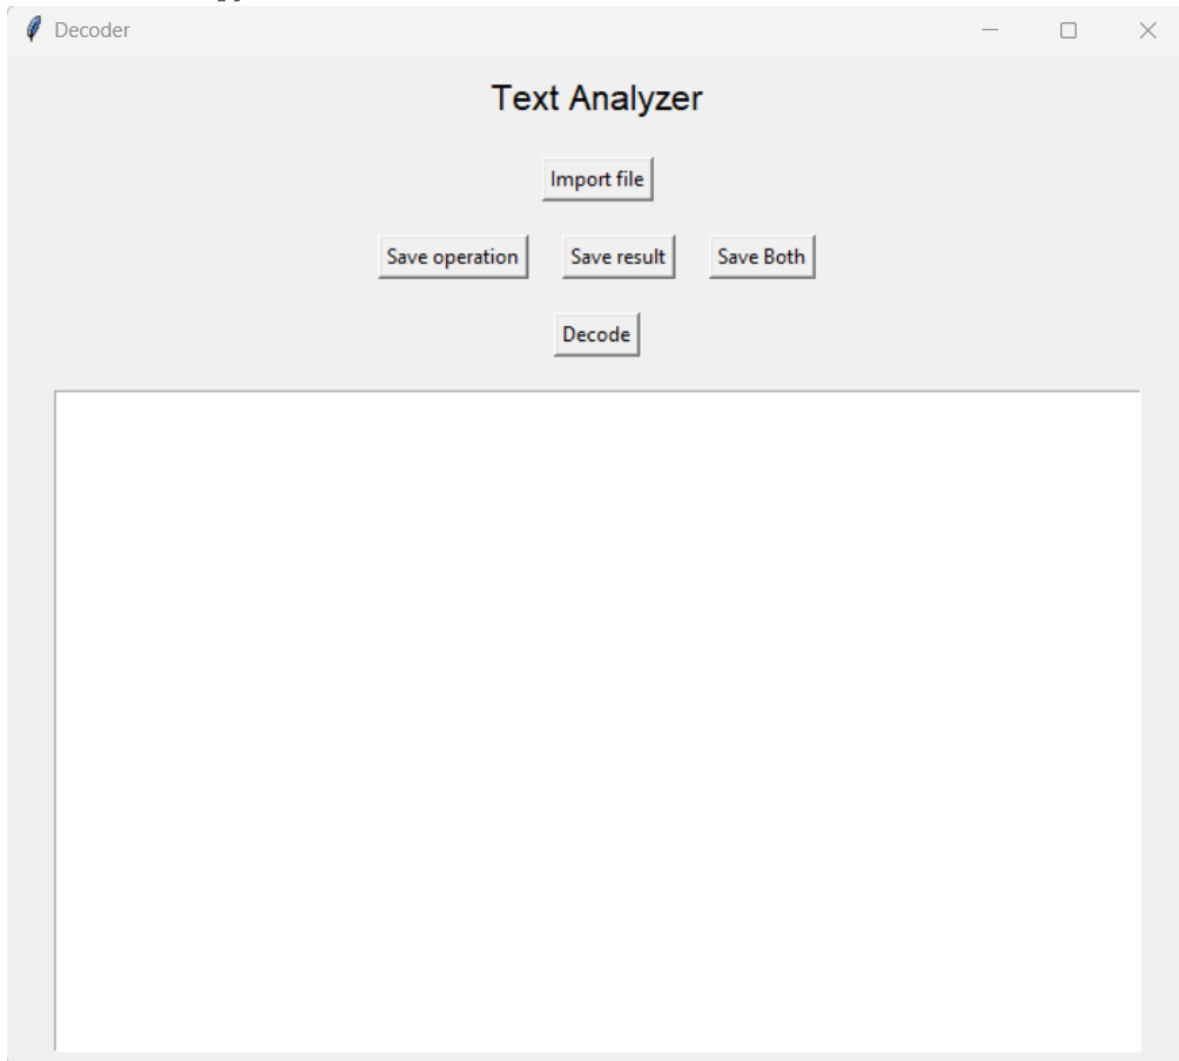 Decoder
Text Analyzer
Import file
Save operation Save result Save Both
Decode